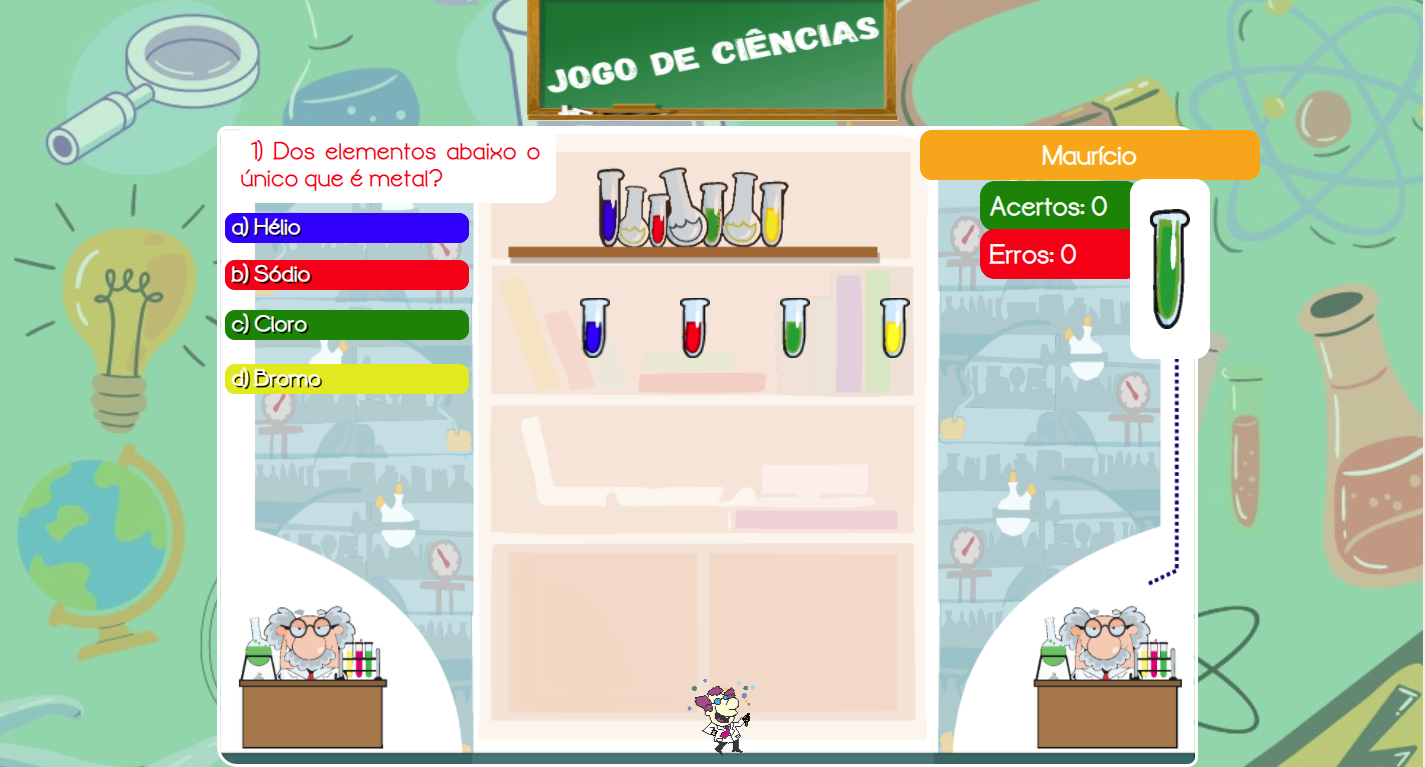 JOGO DE CIÊNCIAS
1) Dos elementos abaixo o
único que é metal?
a) Hélio
b) Sódio
c) Cloro
d) Bromo
Maurício
Acertos: 0
Erros: 0